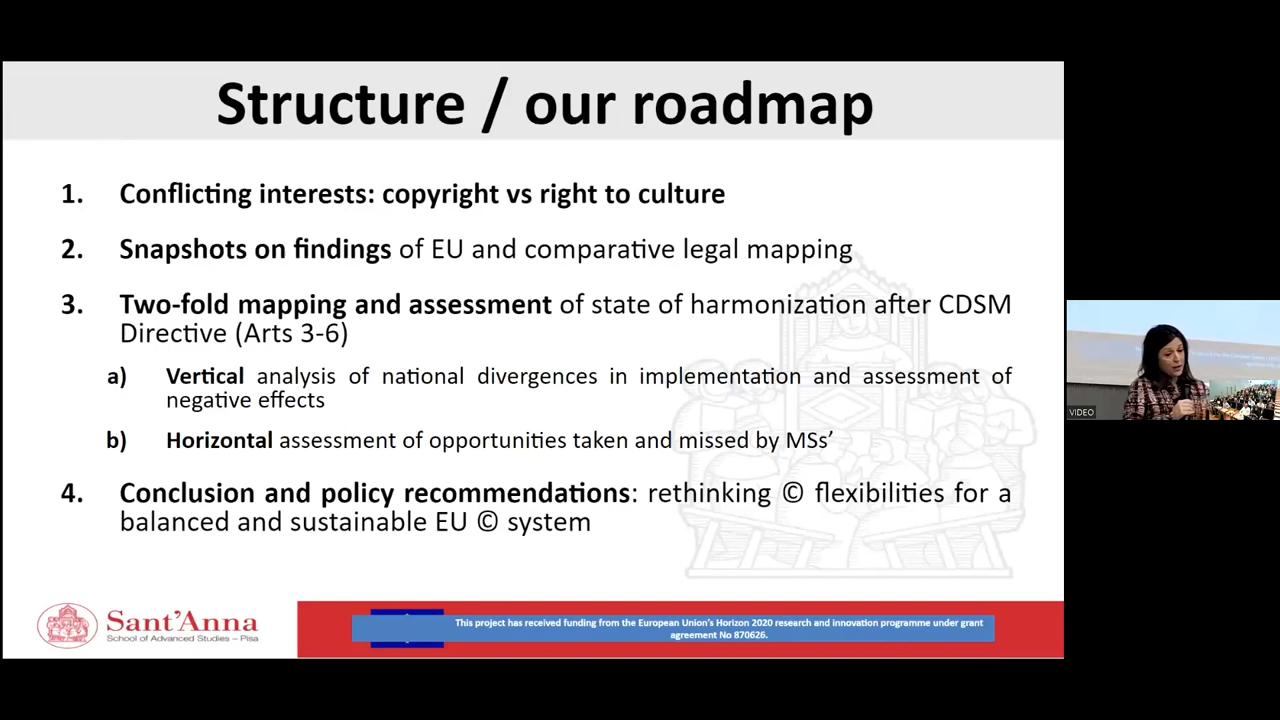 Structure / our roadmap
1. Conflicting interests: copyright vs right to culture
2. Snapshots on findings of EU and comparative legal mapping
3. Two-fold mapping and assessment of state of harmonization after CDSM
Directive (Arts 3-6)
a) Vertical analysis of national divergences in implementation and assessment of
negative effects
b) Horizontal assessment of opportunities taken and missed by MSs’
4. Conclusion and policy recommendations: rethinking © flexibilities for a
balanced and sustainable EU © system
Sant'Anna
School of Advanced Studies – Pisa
This project has received funding from the European Union's Horizon 2020 research and innovation programme under grant
agreement No 870626.
VIDEO